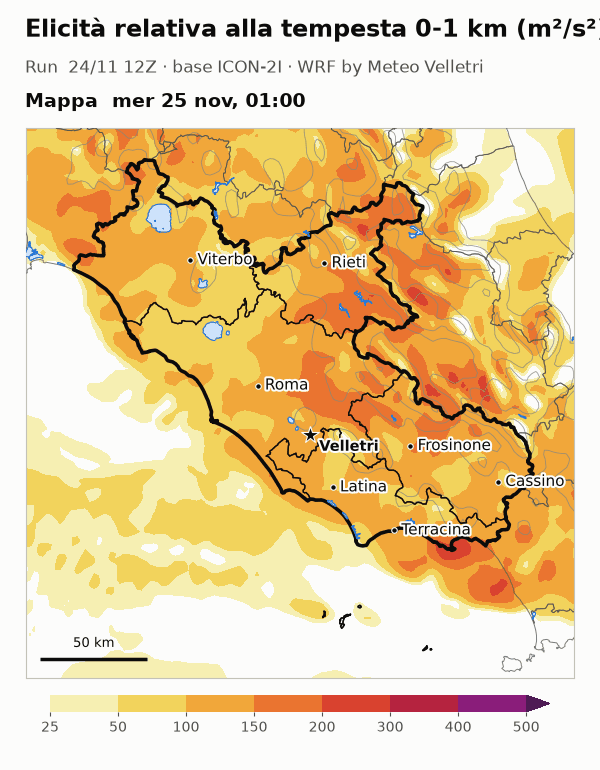 Elicità relativa alla tempesta 0-1 km (m²/s²)
Run 24/11 12Z · base ICON-2I · WRF by Meteo Velletri
Mappa mer 25 nov, 01:00
Viterbo
Rieti
Roma
Velletri
Frosinone
Cassino
Latina
Terracina
50 km
25 50 100 150 200 300 400 500